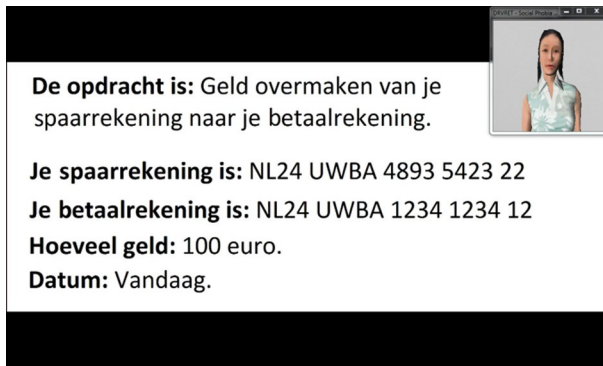 De opdracht is: Geld overmaken van je
spaarrekening naar je betaalrekening.
Je spaarrekening is: NL24 UWBA 4893 5423 22
Je betaalrekening is: NL24 UWBA 1234 1234 12
Hoeveel geld: 100 euro.
Datum: Vandaag.